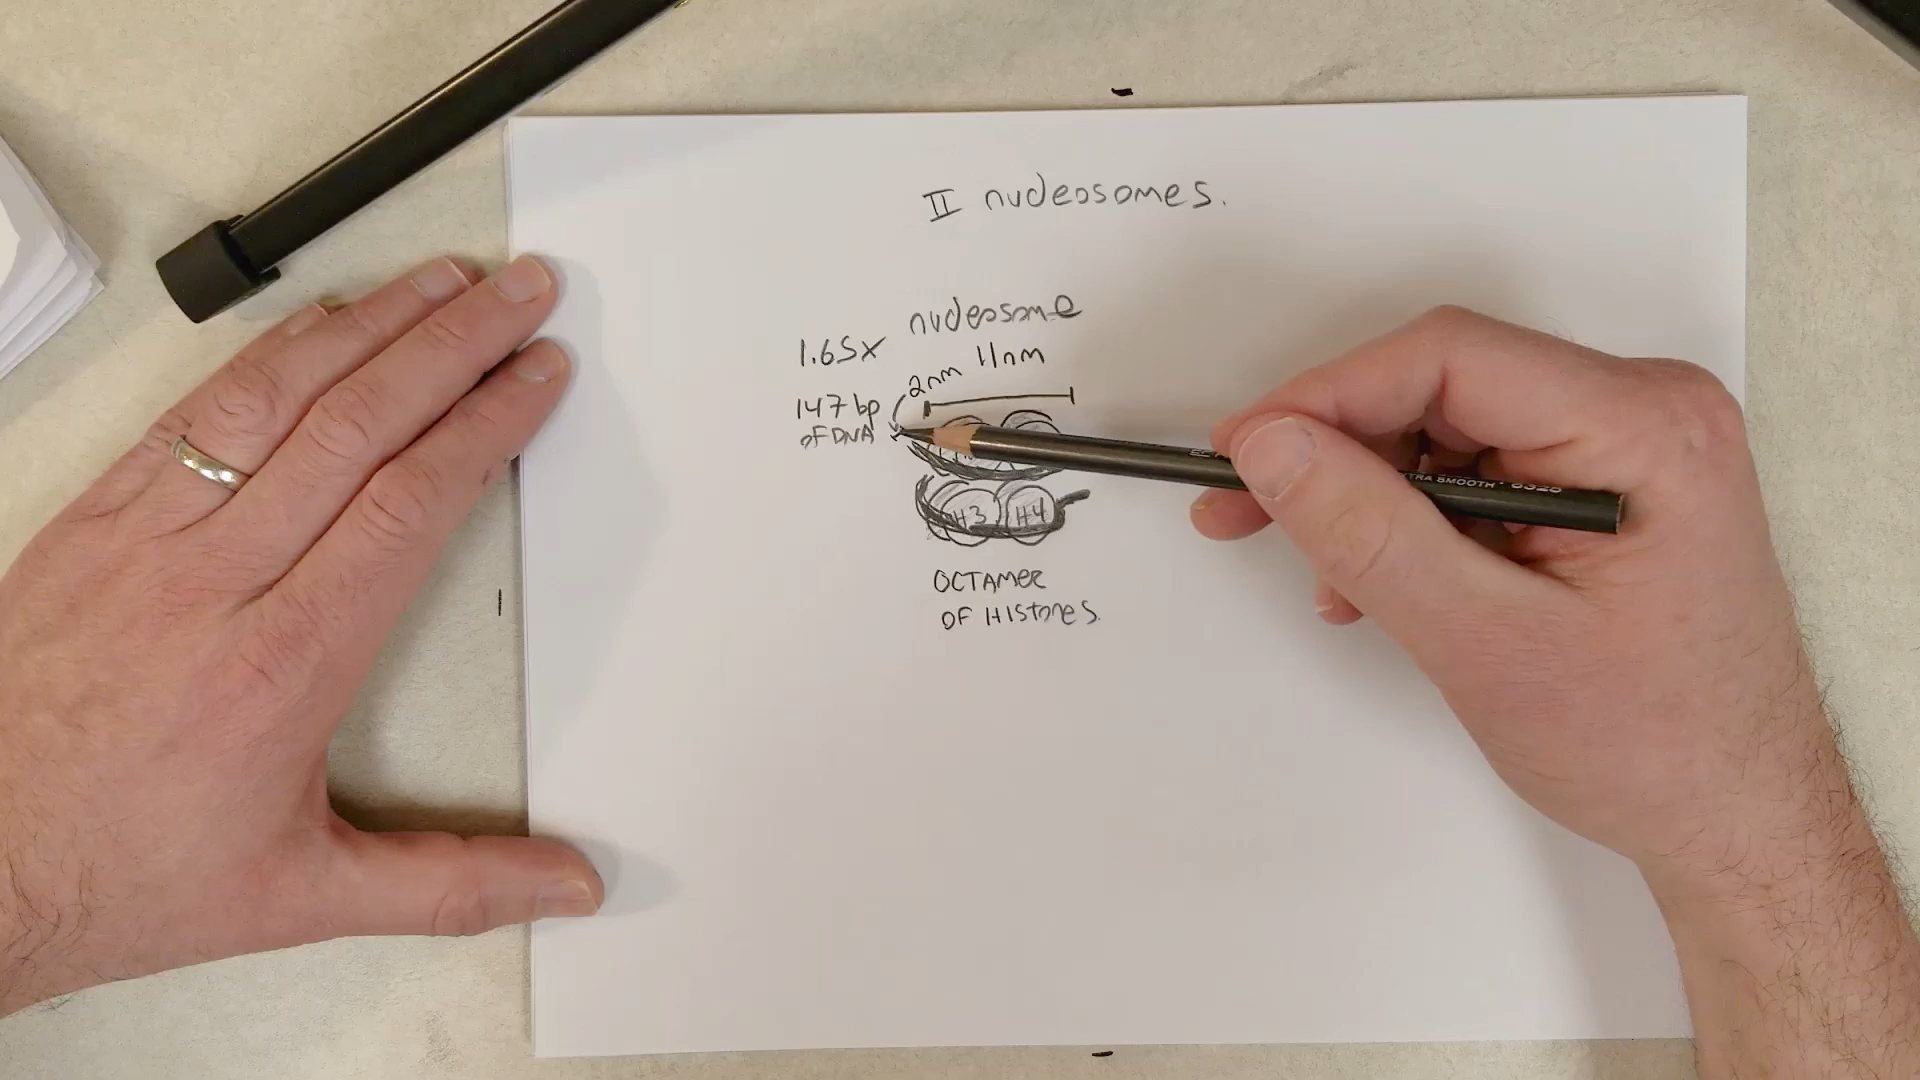 II nucleosomes.
nucleosome
1.65x
11nm
2nm
147 bp
of DNA
H3 H4
OCTAMER
OF HISTONES
EXTRA SMOOTH